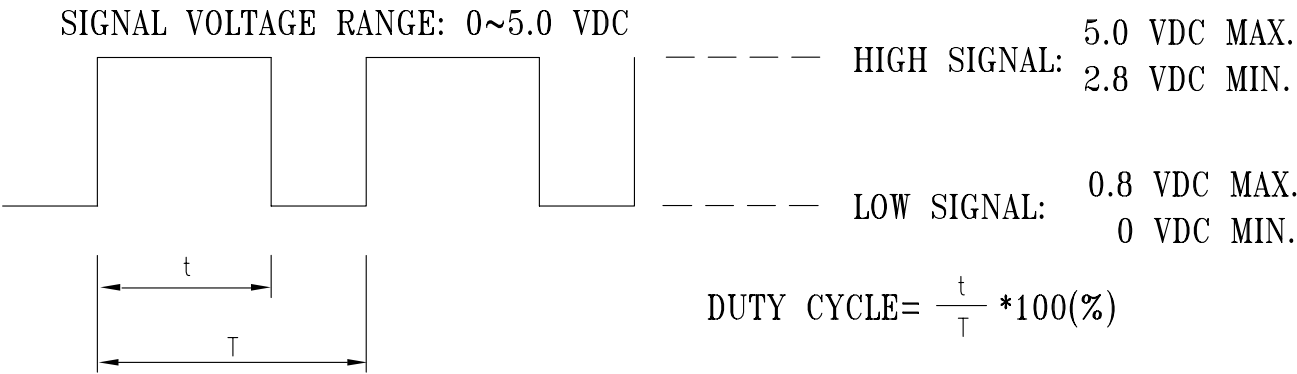 SIGNAL VOLTAGE RANGE: 0~5.0 VDC
HIGH SIGNAL: 5.0 VDC MAX.
2.8 VDC MIN.
LOW SIGNAL: 0.8 VDC MAX.
0 VDC MIN.
t
T
DUTY CYCLE= t/T *100(%)